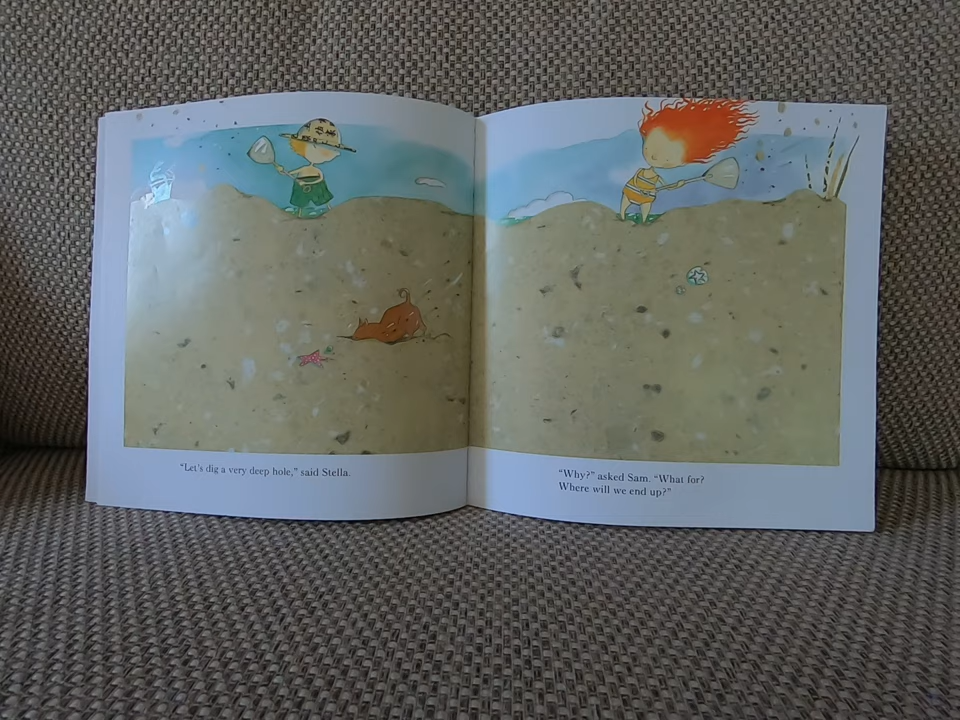 "Let's dig a very deep hole," said Stella.
"Why?" asked Sam. "What for?
Where will we end up?"